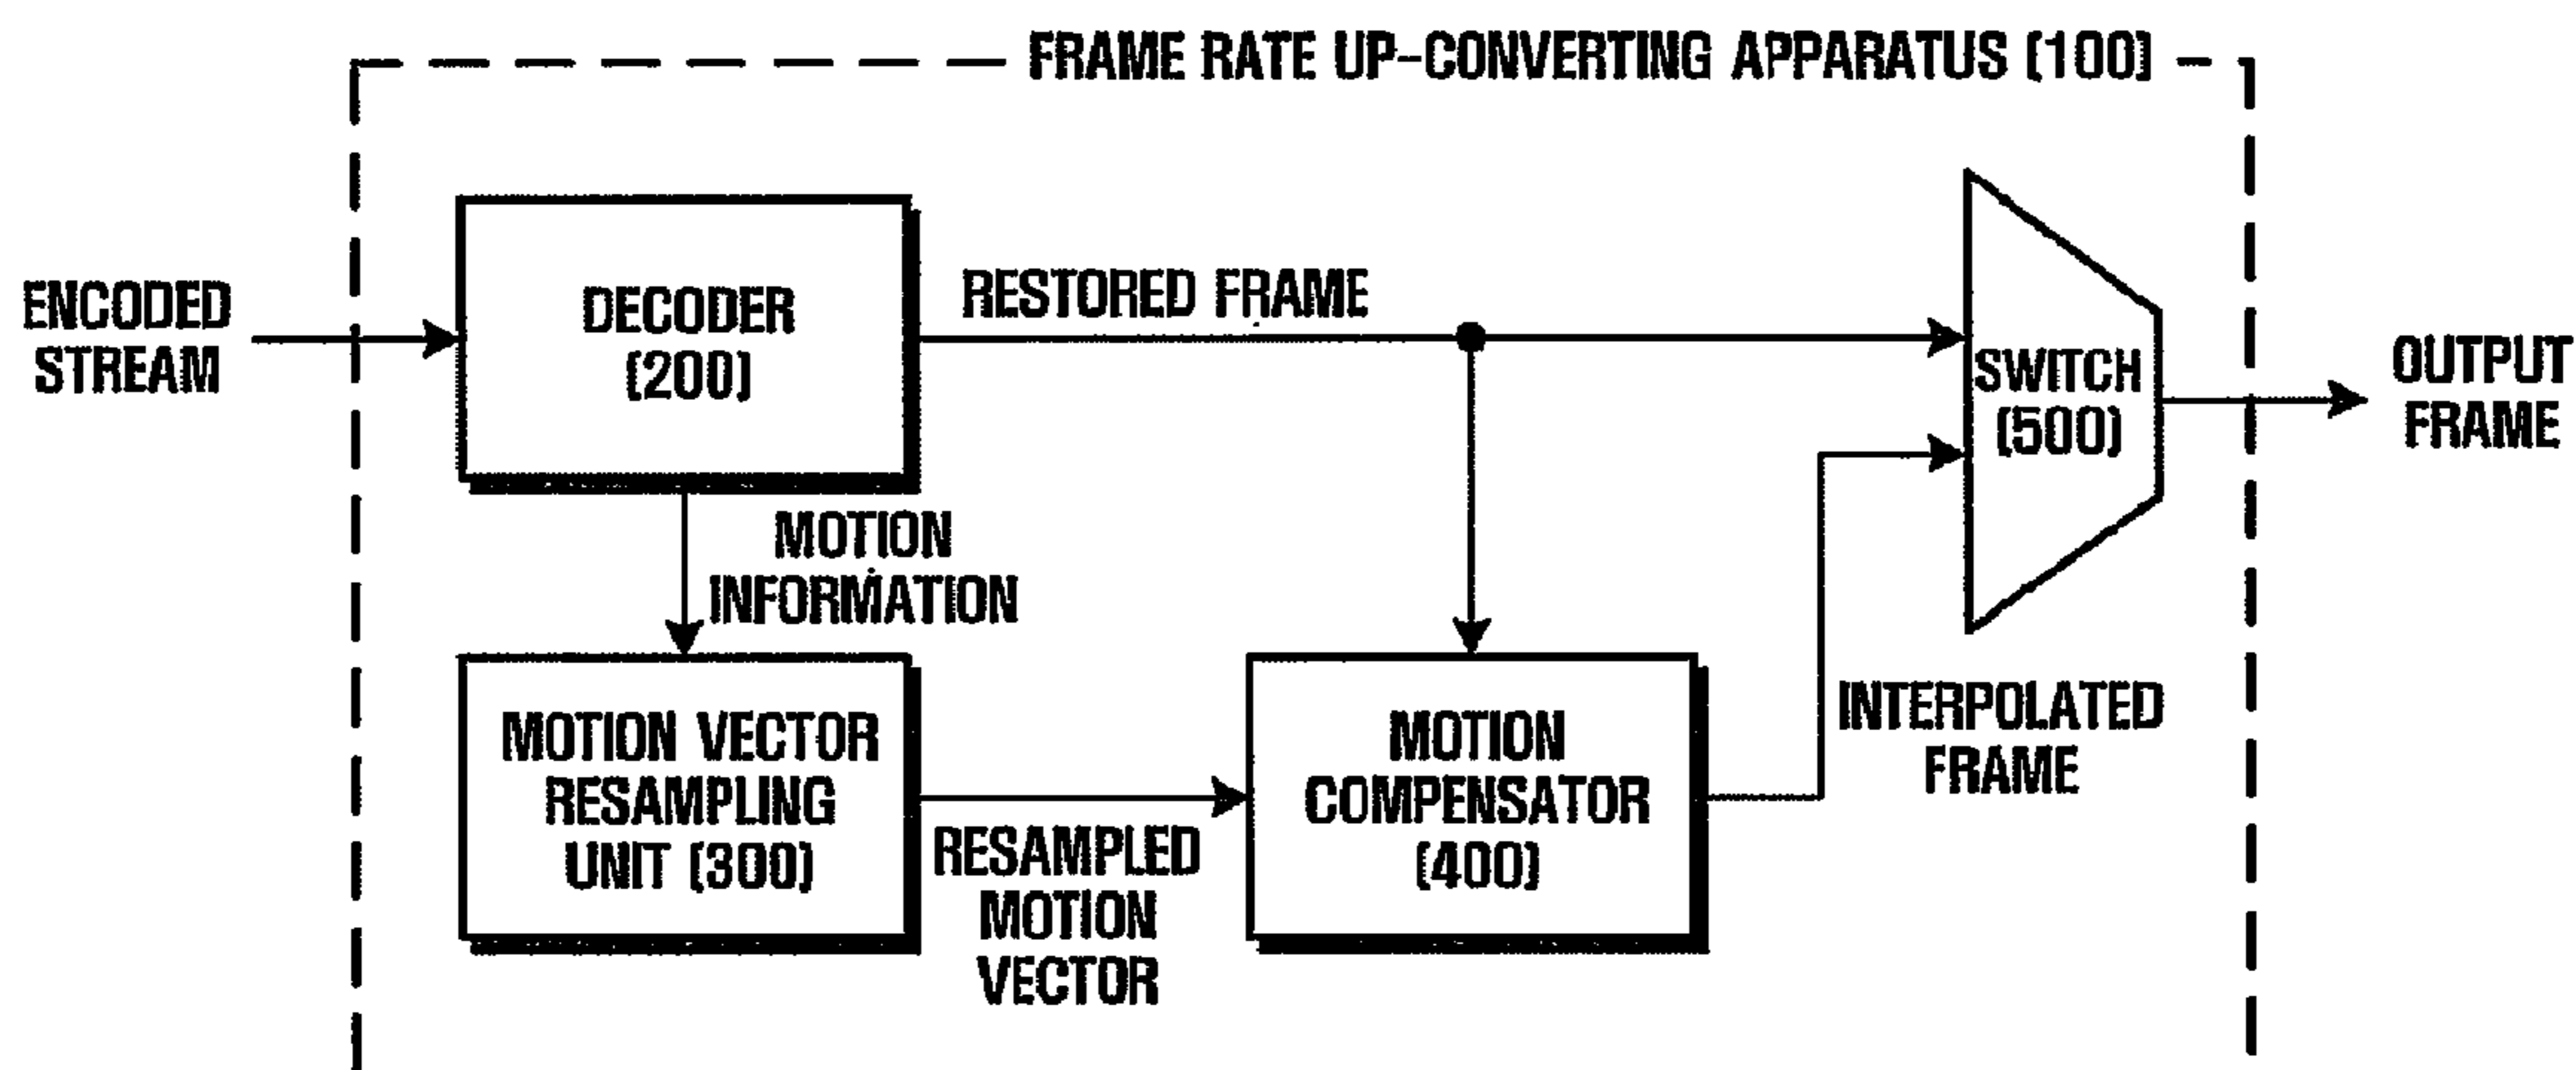 FRAME RATE UP-CONVERTING APPARATUS (100)
ENCODED
STREAM
DECODER
(200)
RESTORED FRAME
SWITCH
(500)
OUTPUT
FRAME
MOTION
INFORMATION
MOTION VECTOR
RESAMPLING
UNIT (300)
RESAMPLED
MOTION
VECTOR
MOTION
COMPENSATOR
(400)
INTERPOLATED
FRAME